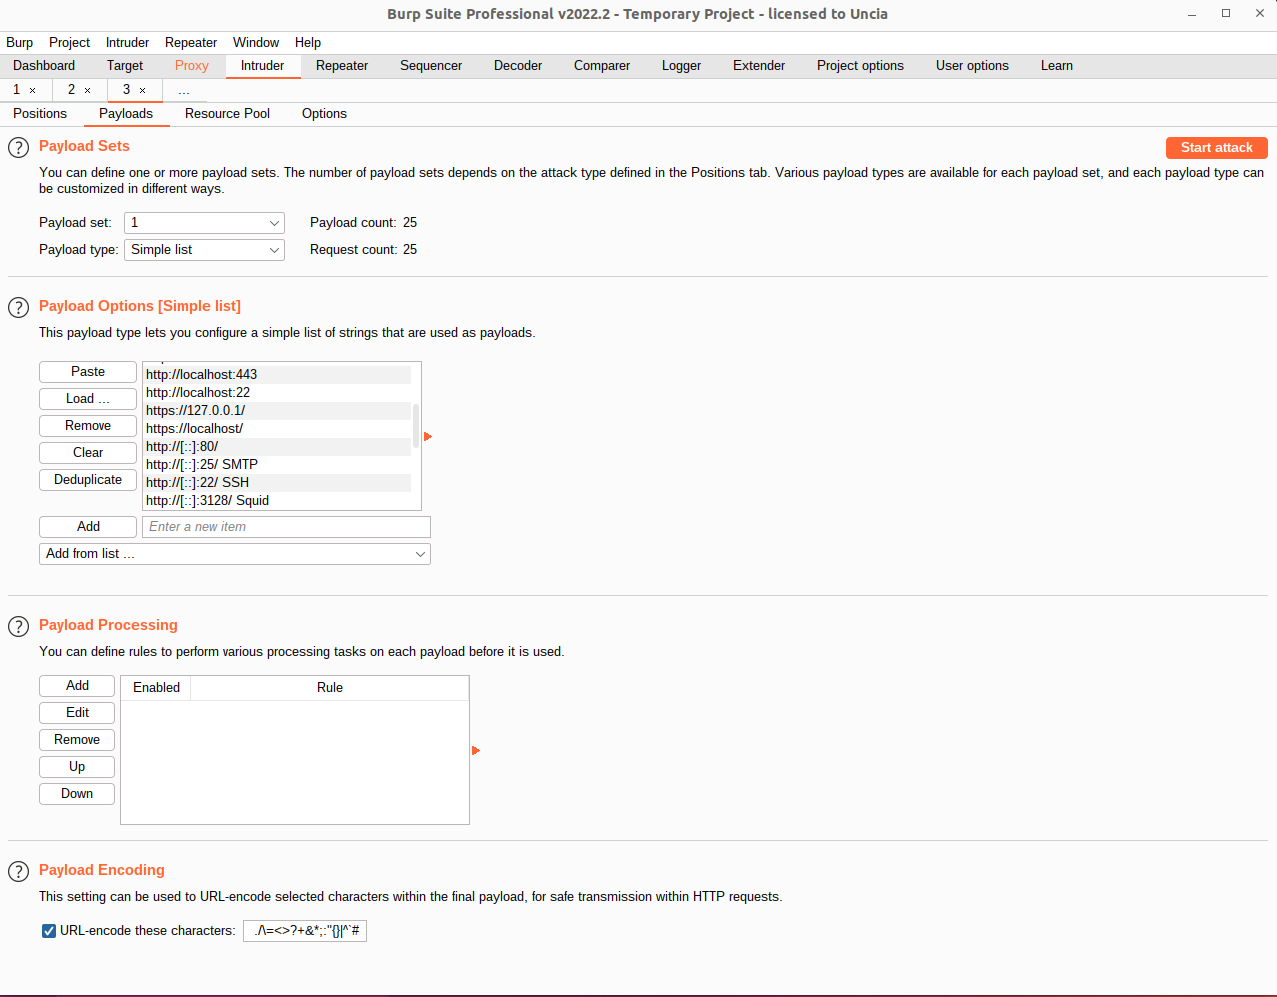 Burp Suite Professional v2022.2 - Temporary Project - licensed to Uncia
Burp Project Intruder Repeater Window Help
Dashboard Target Proxy Intruder Repeater Sequencer Decoder Comparer Logger Extender Project options User options Learn
1 × 2 × 3 × ...
Positions Payloads Resource Pool Options
? Payload Sets
Start attack
You can define one or more payload sets. The number of payload sets depends on the attack type defined in the Positions tab. Various payload types are available for each payload set, and each payload type can
be customized in different ways.
Payload set: 1 Payload count: 25
Payload type: Simple list Request count: 25
? Payload Options [Simple list]
This payload type lets you configure a simple list of strings that are used as payloads.
Paste
Load ...
Remove
Clear
Deduplicate
http://localhost:443
http://localhost:22
https://127.0.0.1/
https://localhost/
http://[::]:80/
http://[::]:25/ SMTP
http://[::]:22/ SSH
http://[::]:3128/ Squid
Add Enter a new item
Add from list ...
? Payload Processing
You can define rules to perform various processing tasks on each payload before it is used.
Add
Edit
Remove
Up
Down
Enabled Rule
? Payload Encoding
This setting can be used to URL-encode selected characters within the final payload, for safe transmission within HTTP requests.
URL-encode these characters: ./\=<>?+&*;:"{}|^`#